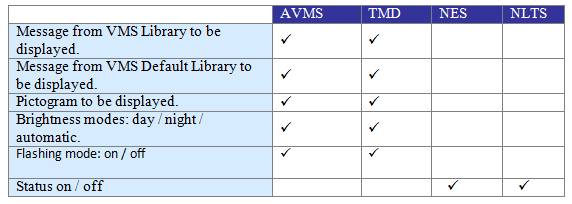 AVMS TMD NES NLTS
Message from VMS Library to be
displayed. ✓ ✓
Message from VMS Default Library to
be displayed. ✓ ✓
Pictogram to be displayed. ✓ ✓
Brightness modes: day / night /
automatic. ✓ ✓
Flashing mode: on / off ✓ ✓
Status on / off ✓ ✓